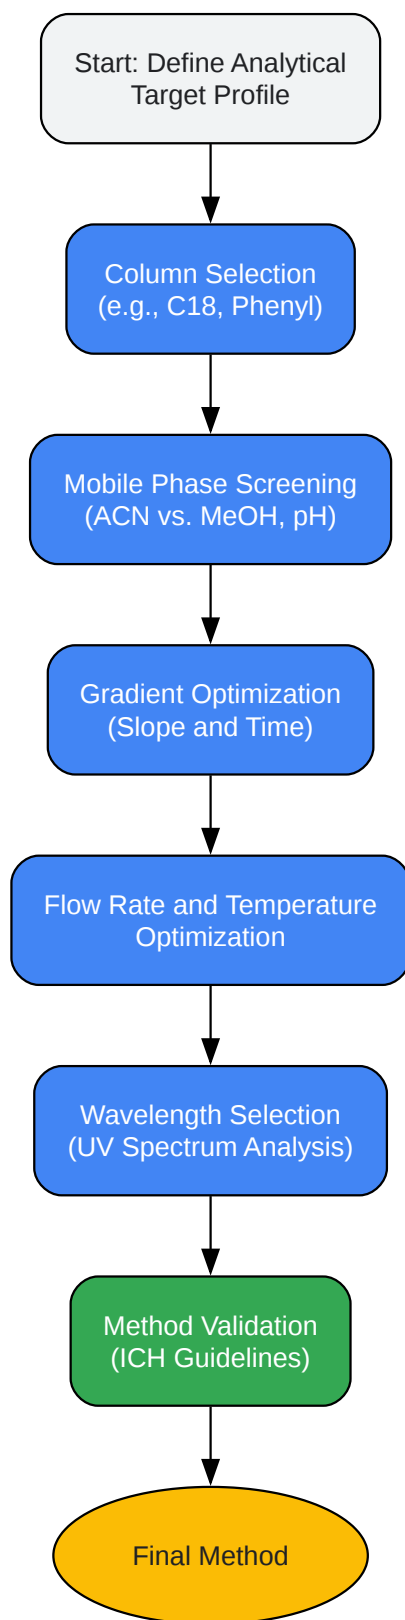 Start: Define Analytical
Target Profile
Column Selection
(e.g., C18, Phenyl)
Mobile Phase Screening
(ACN vs. MeOH, pH)
Gradient Optimization
(Slope and Time)
Flow Rate and Temperature
Optimization
Wavelength Selection
(UV Spectrum Analysis)
Method Validation
(ICH Guidelines)
Final Method